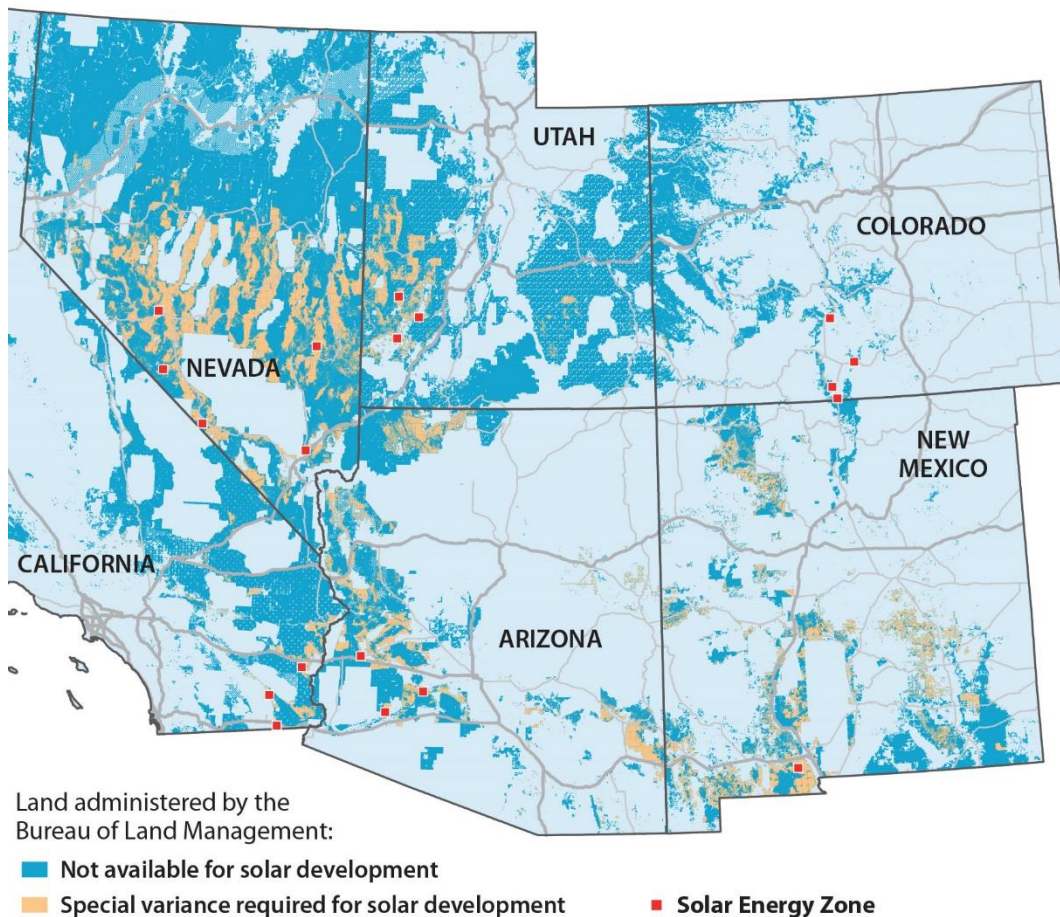 UTAH
COLORADO
NEVADA
NEW
MEXICO
CALIFORNIA
ARIZONA
Land administered by the
Bureau of Land Management:
Not available for solar development
Special variance required for solar development
Solar Energy Zone